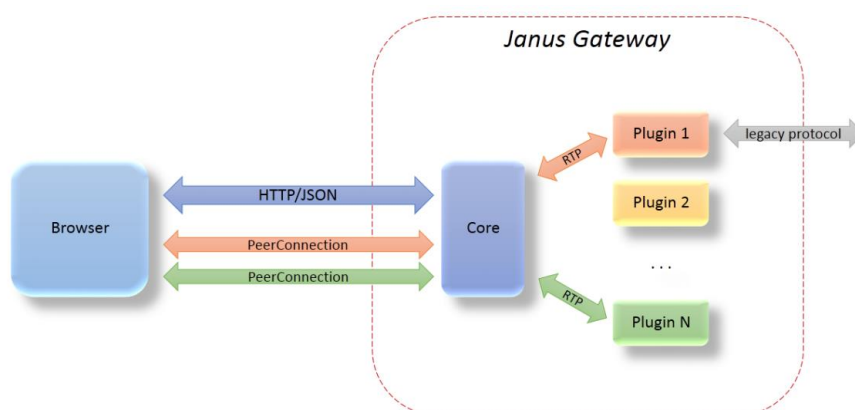 Janus Gateway
Plugin 1
legacy protocol
RTP
HTTP/JSON
Plugin 2
Browser
Core
PeerConnection
. . .
PeerConnection
RTP
Plugin N